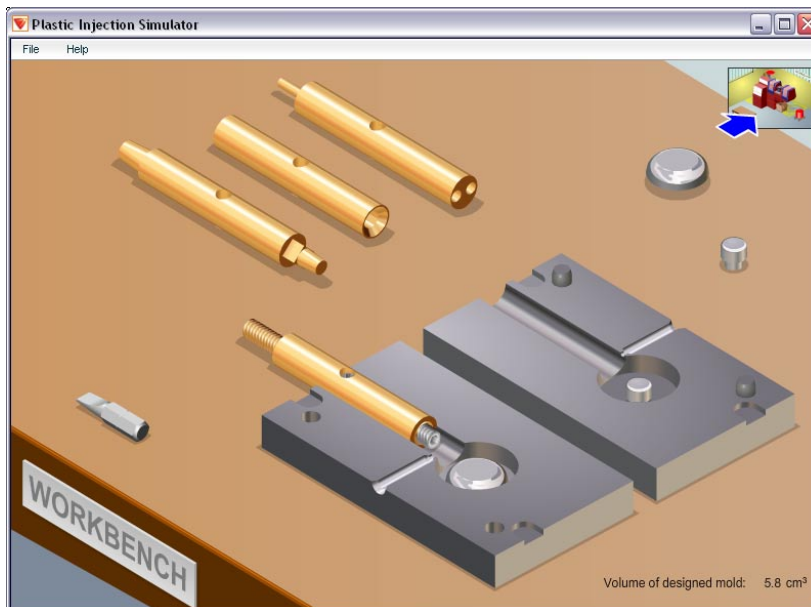 Plastic Injection Simulator
File Help
WORKBENCH
Volume of designed mold: 5.8 cm³